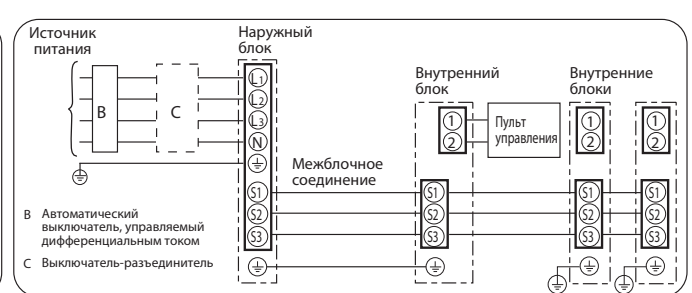 Источник
питания
Наружный
блок
Внутренний
блок
Внутренние
блоки
B
C
L1
L2
L3
N
S1
S2
S3
Межблочное
соединение
1
2
Пульт
управления
S1
S2
S3
1
2
S1
S2
S3
1
2
S1
S2
S3
B Автоматический
выключатель, управляемый
дифференциальным током
C Выключатель-разъединитель